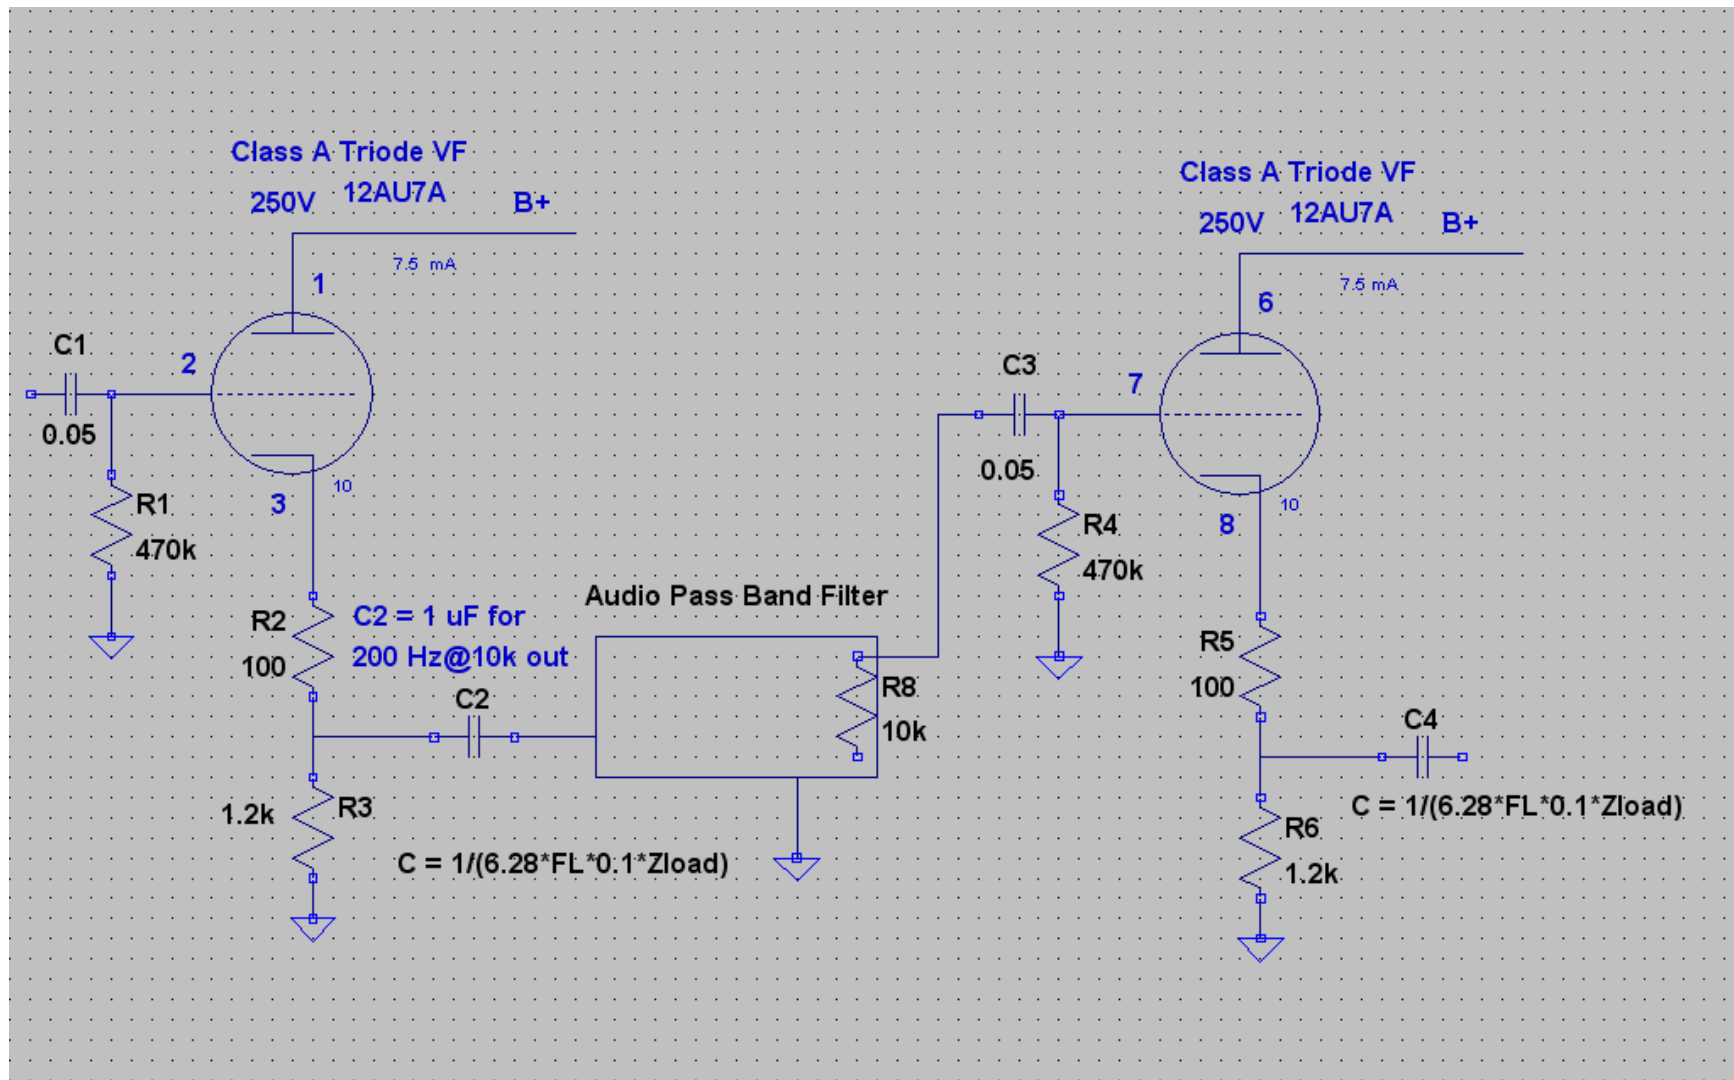 Class A Triode VF
250V 12AU7A B+
7.5 mA
1
C1
2
0.05
3
10
R1
470k
R2
100
C2 = 1 uF for
200 Hz@10k out
C2
1.2k
R3
C = 1/(6.28*FL*0.1*Zload)
Audio Pass Band Filter
R8
10k
Class A Triode VF
250V 12AU7A B+
7.5 mA
6
C3
7
0.05
8
10
R4
470k
R5
100
C4
C = 1/(6.28*FL*0.1*Zload)
R6
1.2k